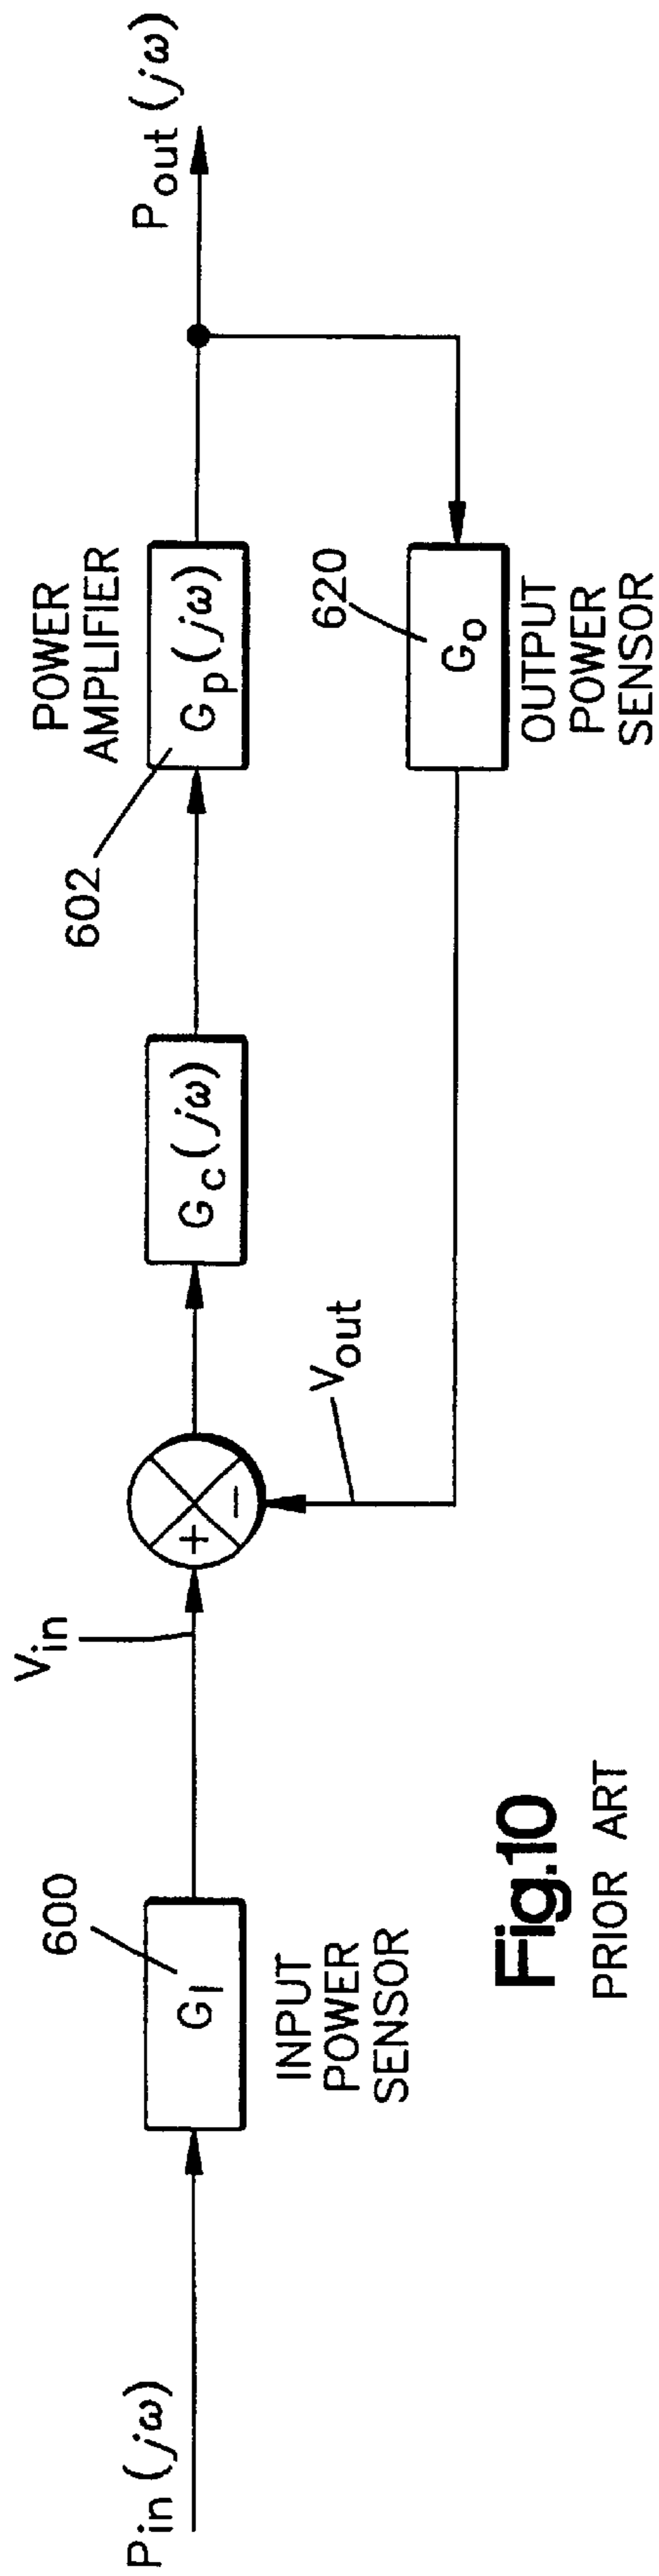 Pin (jω)
600
GI
INPUT
POWER
SENSOR
Vin
+
−
Vout
Gc (jω)
602
POWER
AMPLIFIER
Gp (jω)
Pout (jω)
620
Go
OUTPUT
POWER
SENSOR
Fig.10
PRIOR ART